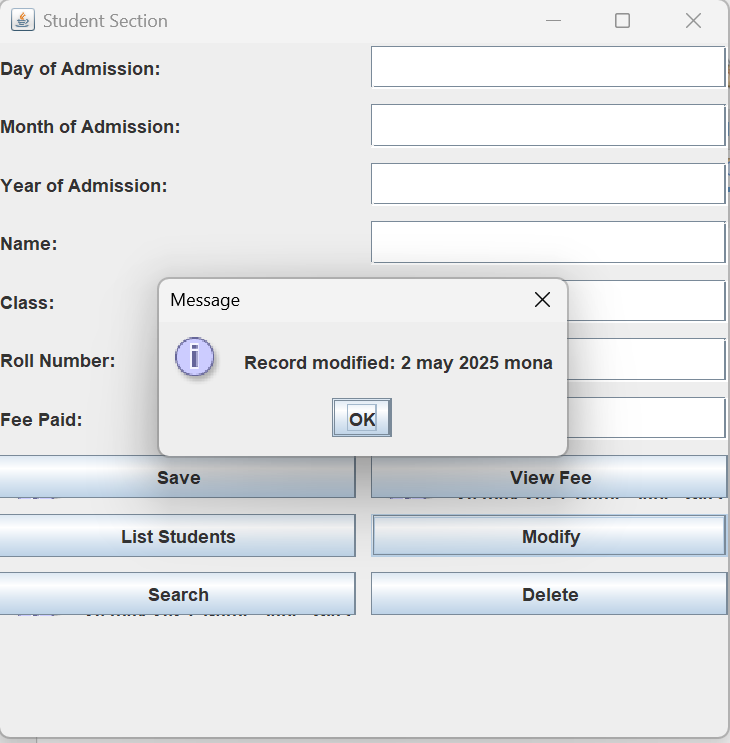 Student Section
Day of Admission:
Month of Admission:
Year of Admission:
Name:
Class:
Roll Number:
Fee Paid:
Message
Record modified: 2 may 2025 mona
OK
Save
View Fee
List Students
Modify
Search
Delete